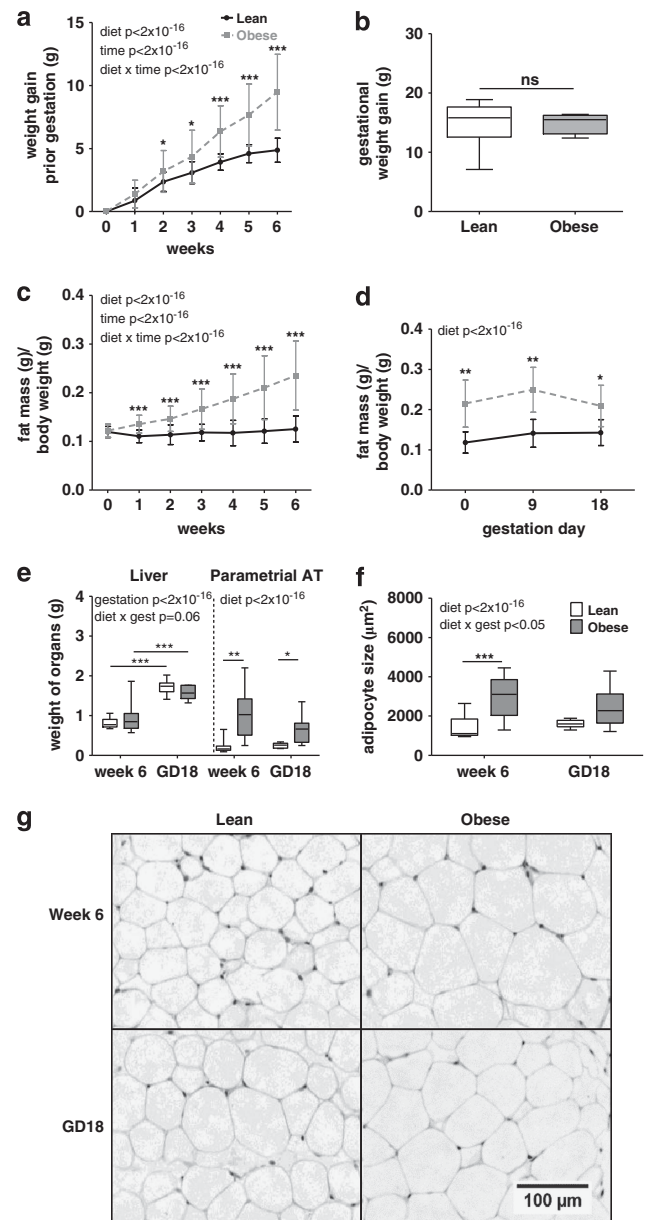 a
weight gain prior gestation (g)
15
10
5
0
diet p<2x10⁻¹⁶
time p<2x10⁻¹⁶
diet x time p<2x10⁻¹⁶
Lean
Obese
* * *** *** ***
0 1 2 3 4 5 6
weeks
b
gestational weight gain (g)
30
20
10
0
ns
Lean Obese
c
fat mass (g)/ body weight (g)
0.4
0.3
0.2
0.1
0.0
diet p<2x10⁻¹⁶
time p<2x10⁻¹⁶
diet x time p<2x10⁻¹⁶
*** *** *** *** *** ***
0 1 2 3 4 5 6
weeks
d
fat mass (g)/ body weight (g)
0.4
0.3
0.2
0.1
0.0
diet p<2x10⁻¹⁶
** ** *
0 9 18
gestation day
e
weight of organs (g)
4
3
2
1
0
Liver Parametrial AT
gestation p<2x10⁻¹⁶
diet x gest p=0.06
diet p<2x10⁻¹⁶
***
***
** *
week 6 GD18 week 6 GD18
f
adipocyte size (μm²)
8000
6000
4000
2000
0
diet p<2x10⁻¹⁶
diet x gest p<0.05
Lean
Obese
***
week 6 GD18
g
Lean Obese
Week 6
GD18
100 μm